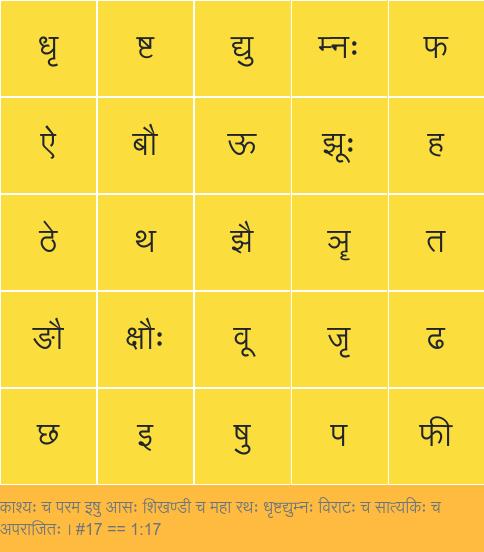 धृ ष्ट द्यु म्नः फ
ऐ बौ ऊ झूः ह
ठे थ झै ञॄ त
ङौ क्षौः वू जृ ढ
छ इ षु प फी
काश्यः च परम इषु आसः शिखण्डी च महा रथः धृष्टद्युम्नः विराटः च सात्यकिः च
अपराजितः । #17 == 1:17